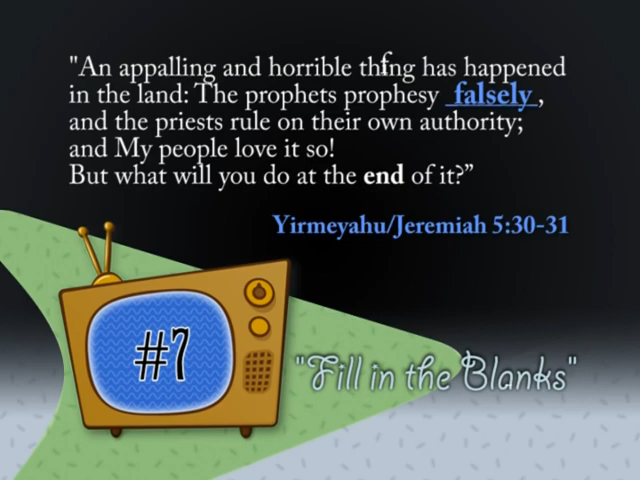 "An appalling and horrible thing has happened
in the land: The prophets prophesy falsely,
and the priests rule on their own authority;
and My people love it so!
But what will you do at the end of it?”
Yirmeyahu/Jeremiah 5:30-31
#7
"Fill in the Blanks"